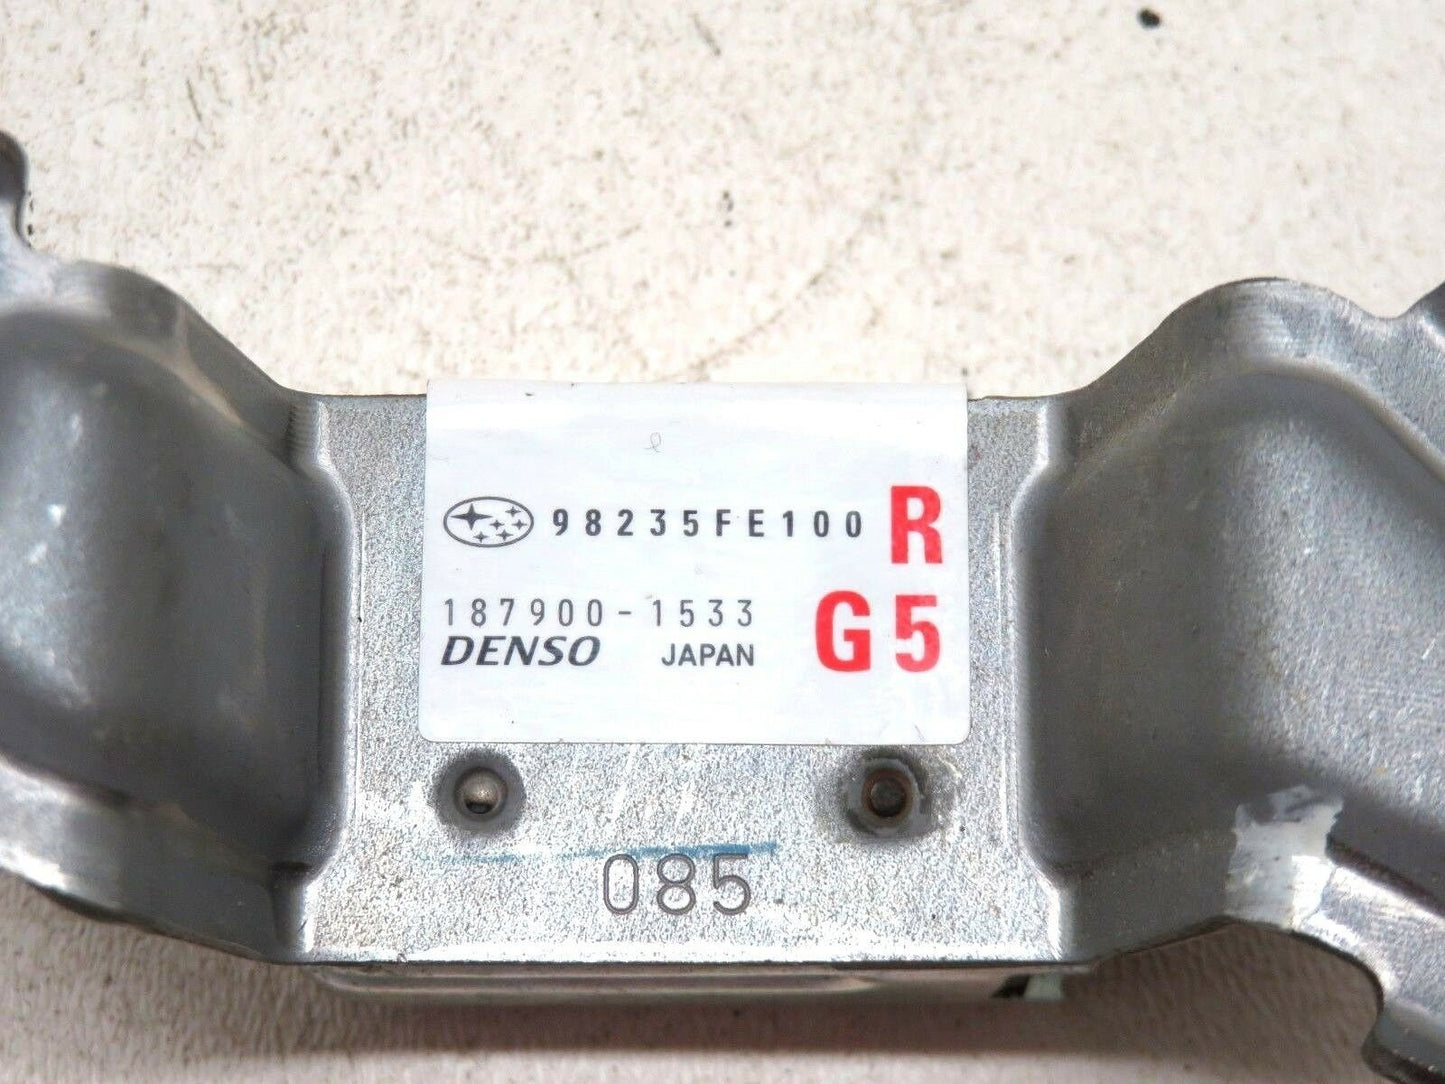 98235FE100 R
187900-1533 G5
DENSO JAPAN
085